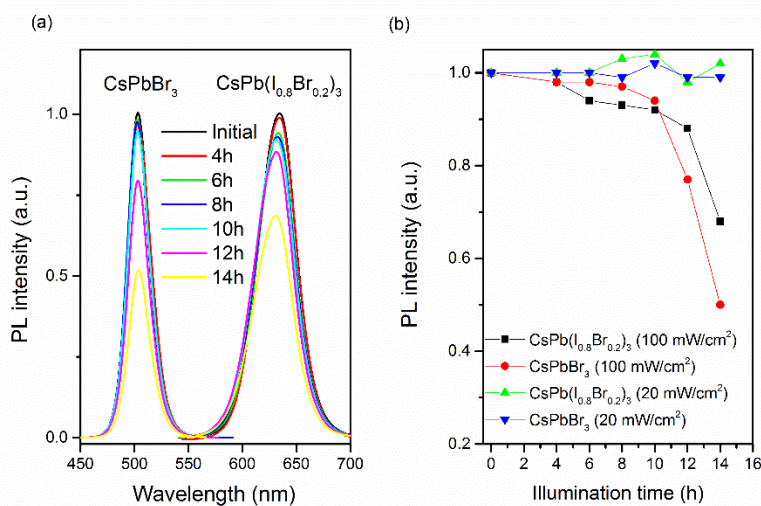 (a)
CsPbBr₃
CsPb(I₀.₈Br₀.₂)₃
Initial
4h
6h
8h
10h
12h
14h
1.0
0.5
0.0
450 500 550 600 650 700
PL intensity (a.u.)
Wavelength (nm)
(b)
1.0
0.8
0.6
0.4
0.2
0 2 4 6 8 10 12 14 16
PL intensity (a.u.)
CsPb(I₀.₈Br₀.₂)₃ (100 mW/cm²)
CsPbBr₃ (100 mW/cm²)
CsPb(I₀.₈Br₀.₂)₃ (20 mW/cm²)
CsPbBr₃ (20 mW/cm²)
Illumination time (h)